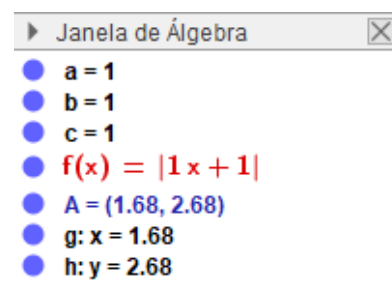 Janela de Álgebra
a = 1
b = 1
c = 1
f(x) = |1 x + 1|
A = (1.68, 2.68)
g: x = 1.68
h: y = 2.68